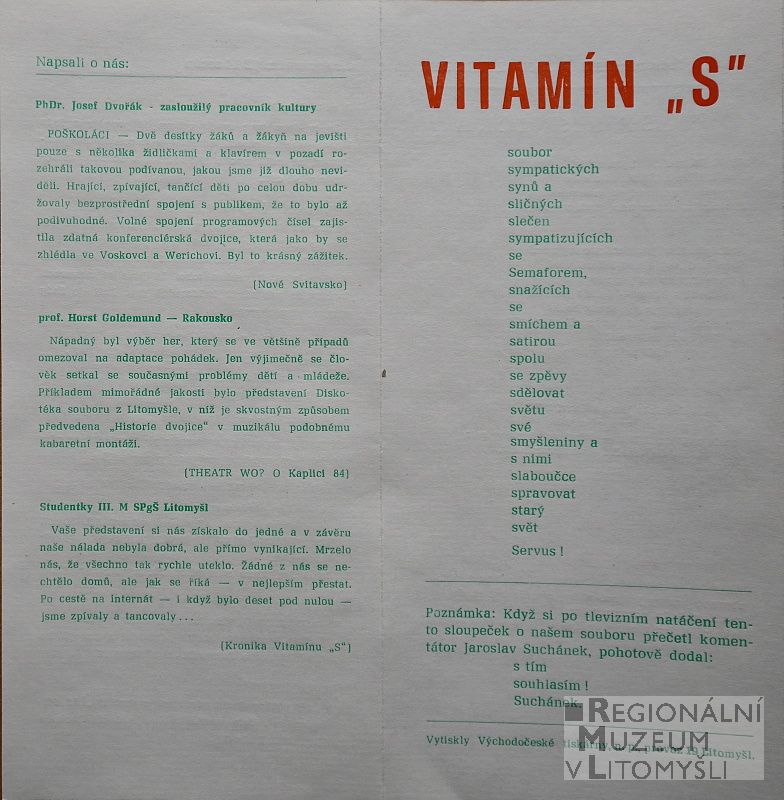 Napsali o nás:
PhDr. Josef Dvořák - zasloužilý pracovník kultury
POŠKOLÁCI — Dvě desítky žáků a žákyň na jevišti
pouze s několika židličkami a klavírem v pozadí ro-
zehráli takovou podívanou, jakou jsme již dlouho nevi-
děli. Hrající, zpívající, tančící děti po celou dobu udr-
žovaly bezprostřední spojení s publikem, že to bylo až
podivuhodné. Volné spojení programových čísel zajis-
tila zdatná konferenciérská dvojice, která jako by se
zhlédla ve Voskovci a Werichovi. Byl to krásný zážitek.
(Nové Svitavsko)
prof. Horst Goldemund — Rakousko
Nápadný byl výběr her, který se ve většině případů
omezoval na adaptace pohádek. Jen výjimečně se člo-
věk setkal se současnými problémy dětí a mládeže.
Příkladem mimořádné jakosti bylo představení Disko-
téka souboru z Litomyšle, v níž je skvostným způsobem
předvedena „Historie dvojice" v muzikálu podobnému
kabaretní montáži.
(THEATR WO? O Kaplici 84)
Studentky III. M SPgŠ Litomyšl
Vaše představení si nás získalo do jedné a v závěru
naše nálada nebyla dobrá, ale přímo vynikající. Mrzelo
nás, že všechno tak rychle uteklo. Žádné z nás se ne-
chtělo domů, ale jak se říká — v nejlepším přestat.
Po cestě na internát — i když bylo deset pod nulou —
jsme zpívaly a tancovaly...
(Kronika Vitamínu „S")
VITAMÍN „S"
soubor
sympatických
synů a
sličných
slečen
sympatizujících
se
Semaforem,
snažících
se
smíchem a
satirou
spolu
se zpěvy
sdělovat
světu
své
smyšleniny a
s nimi
slaboučce
spravovat
starý
svět
Servus!
Poznámka: Když si po tlevizním natáčení ten-
to sloupeček o našem souboru přečetl komen-
tátor Jaroslav Suchánek, pohotově dodal:
s tím
souhlasím!
Suchánek.
Vytiskly Východočeské tiskárny, n. p., provoz 19 Litomyšl.
REGIONÁLNÍ
MUZEUM
V LITOMYŠLI